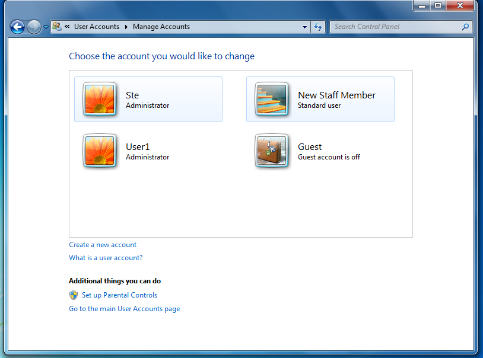 « User Accounts ▸ Manage Accounts
Search Control Panel
Choose the account you would like to change
Ste
Administrator
New Staff Member
Standard user
User1
Administrator
Guest
Guest account is off
Create a new account
What is a user account?
Additional things you can do
Set up Parental Controls
Go to the main User Accounts page